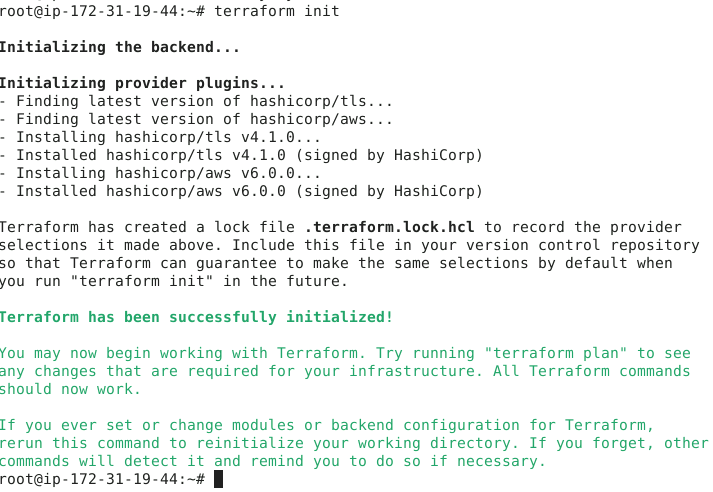 root@ip-172-31-19-44:~# terraform init
Initializing the backend...
Initializing provider plugins...
- Finding latest version of hashicorp/tls...
- Finding latest version of hashicorp/aws...
- Installing hashicorp/tls v4.1.0...
- Installed hashicorp/tls v4.1.0 (signed by HashiCorp)
- Installing hashicorp/aws v6.0.0...
- Installed hashicorp/aws v6.0.0 (signed by HashiCorp)
Terraform has created a lock file .terraform.lock.hcl to record the provider
selections it made above. Include this file in your version control repository
so that Terraform can guarantee to make the same selections by default when
you run "terraform init" in the future.
Terraform has been successfully initialized!
You may now begin working with Terraform. Try running "terraform plan" to see
any changes that are required for your infrastructure. All Terraform commands
should now work.
If you ever set or change modules or backend configuration for Terraform,
rerun this command to reinitialize your working directory. If you forget, other
commands will detect it and remind you to do so if necessary.
root@ip-172-31-19-44:~#